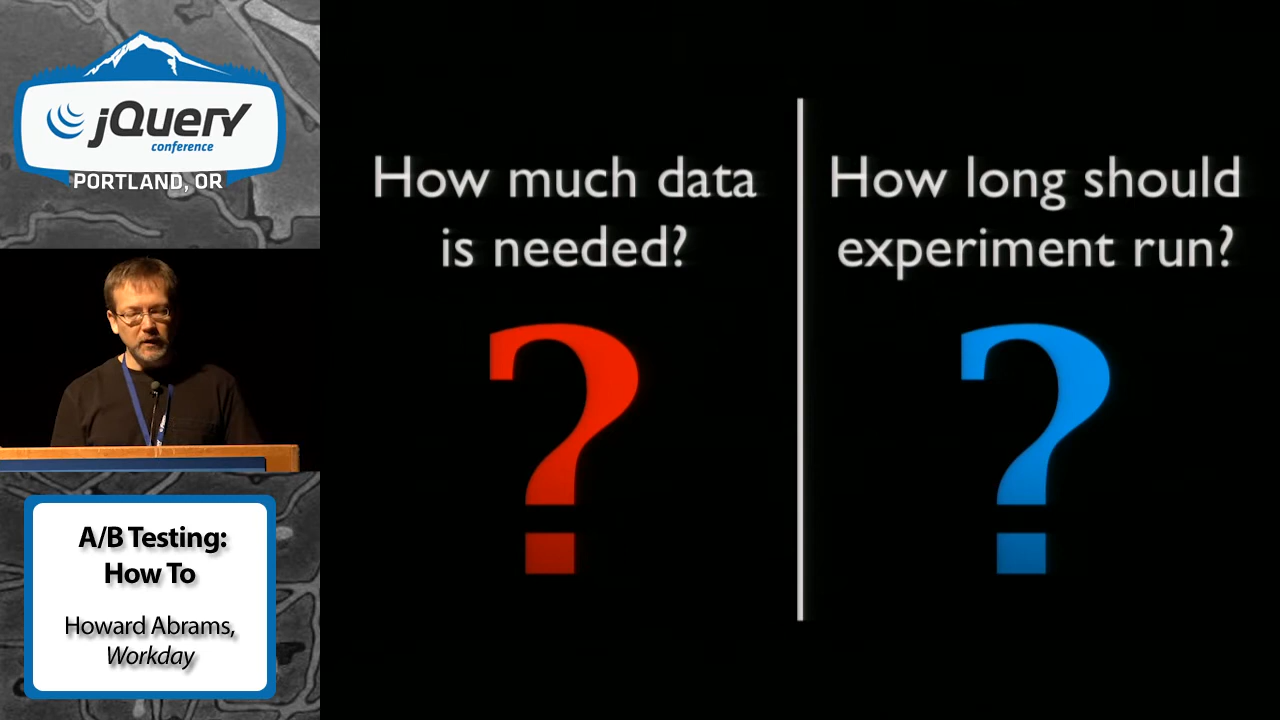 jQuery
conference
PORTLAND, OR
How much data
is needed?
?
How long should
experiment run?
?
A/B Testing:
How To
Howard Abrams,
Workday